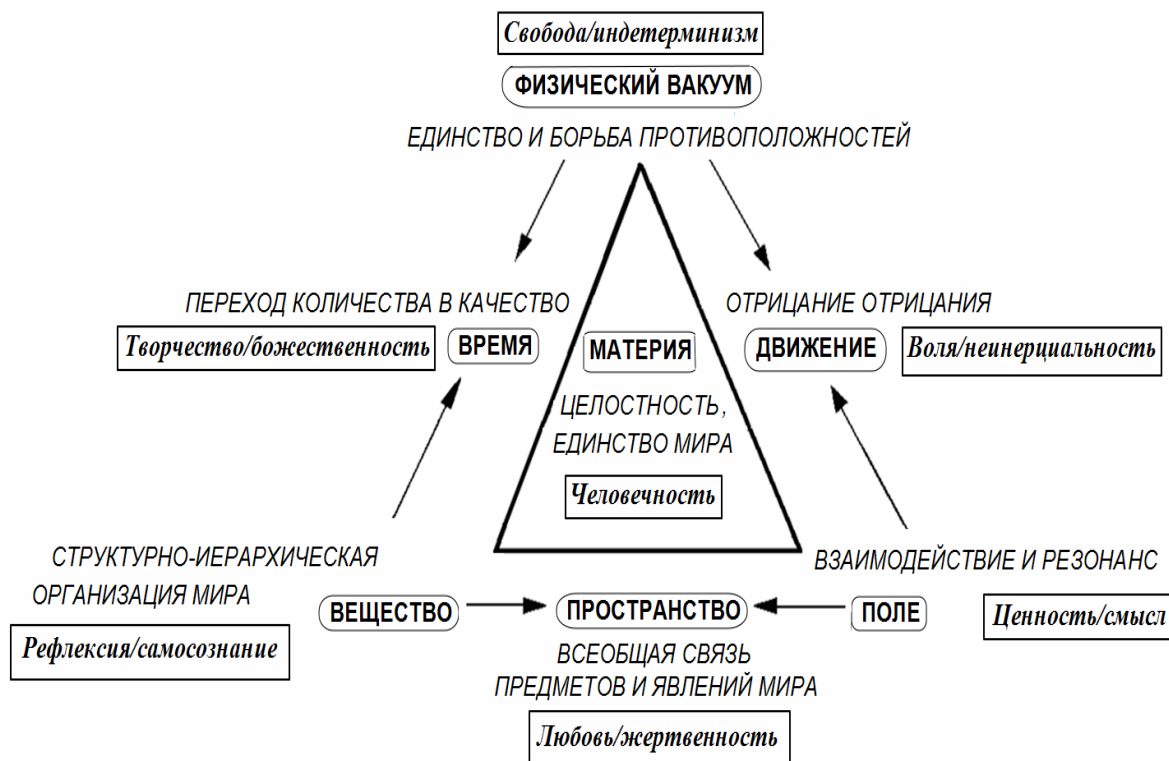 Свобода/индетерминизм
ФИЗИЧЕСКИЙ ВАКУУМ
ЕДИНСТВО И БОРЬБА ПРОТИВОПОЛОЖНОСТЕЙ
ПЕРЕХОД КОЛИЧЕСТВА В КАЧЕСТВО
ОТРИЦАНИЕ ОТРИЦАНИЯ
Творчество/божественность
ВРЕМЯ
МАТЕРИЯ
ДВИЖЕНИЕ
Воля/неинерциальность
ЦЕЛОСТНОСТЬ,
ЕДИНСТВО МИРА
Человечность
СТРУКТУРНО-ИЕРАРХИЧЕСКАЯ
ОРГАНИЗАЦИЯ МИРА
ВЗАИМОДЕЙСТВИЕ И РЕЗОНАНС
ВЕЩЕСТВО
ПРОСТРАНСТВО
ПОЛЕ
Ценность/смысл
Рефлексия/самосознание
ВСЕОБЩАЯ СВЯЗЬ
ПРЕДМЕТОВ И ЯВЛЕНИЙ МИРА
Любовь/жертвенность